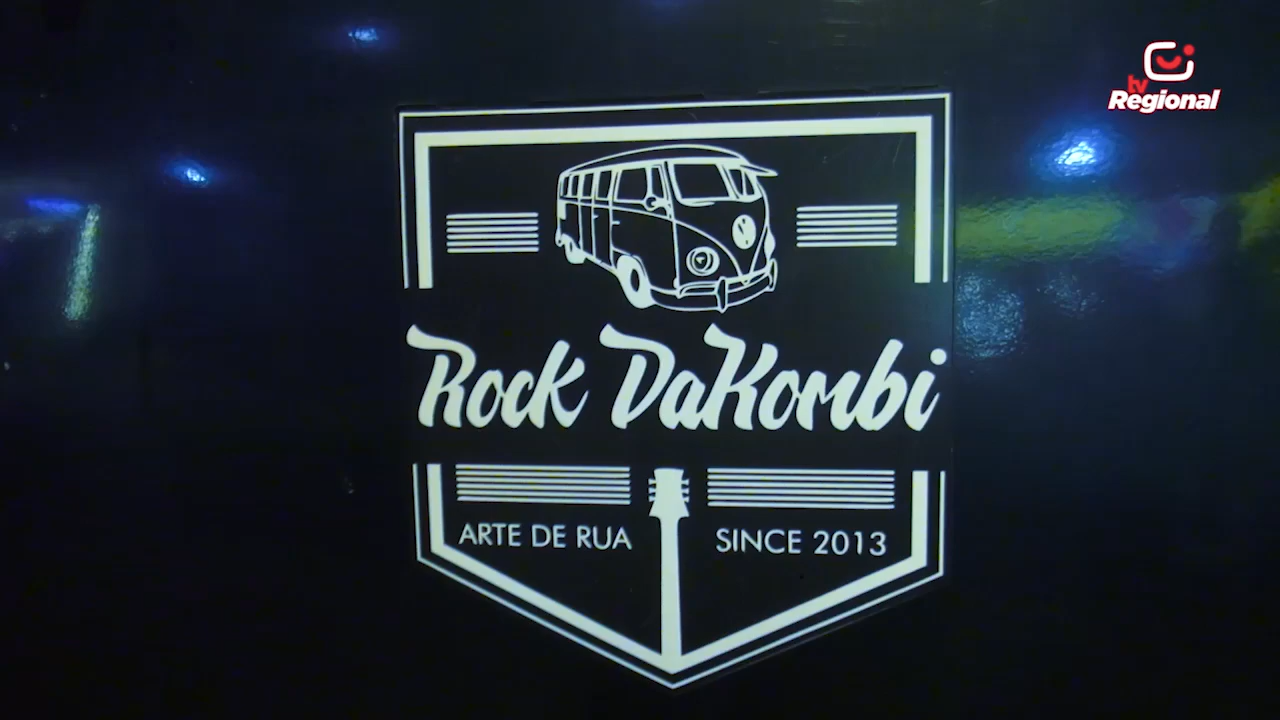 tv
Regional
Rock DaKombi
ARTE DE RUA
SINCE 2013